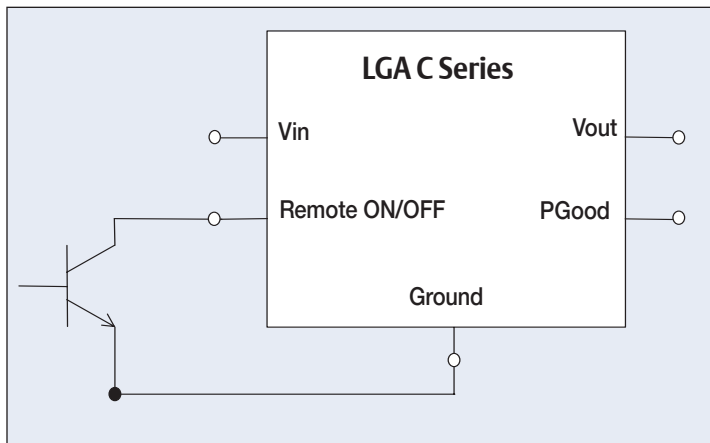 LGA C Series
Vin
Vout
Remote ON/OFF
PGood
Ground